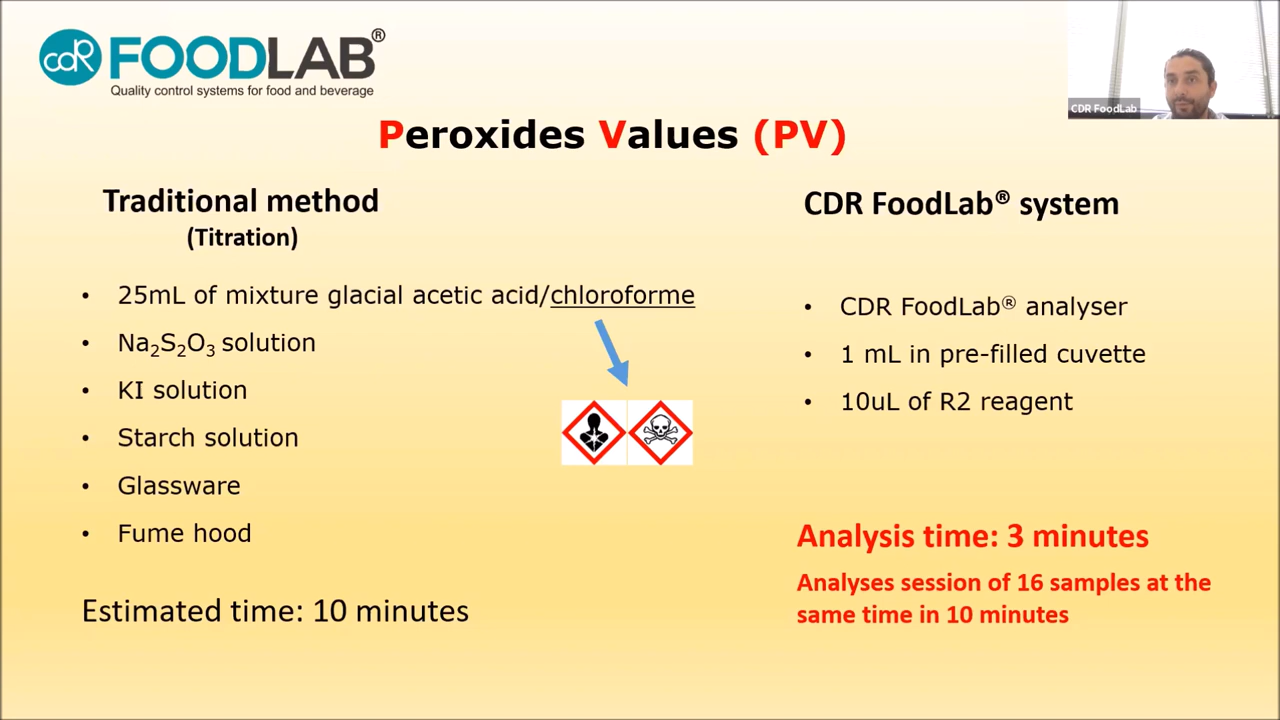 cdR FOODLAB®
Quality control systems for food and beverage
CDR FoodLab
Peroxides Values (PV)
Traditional method
(Titration)
• 25mL of mixture glacial acetic acid/chloroforme
• Na₂S₂O₃ solution
• KI solution
• Starch solution
• Glassware
• Fume hood
Estimated time: 10 minutes
CDR FoodLab® system
• CDR FoodLab® analyser
• 1 mL in pre-filled cuvette
• 10uL of R2 reagent
Analysis time: 3 minutes
Analyses session of 16 samples at the
same time in 10 minutes